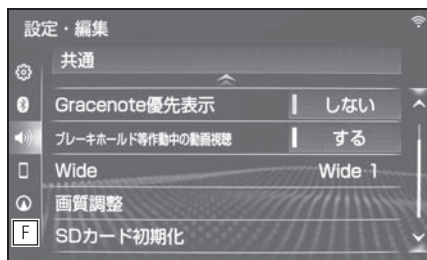 設定・編集
共通
Gracenote優先表示 しない
ブレーキホールド等作動中の動画視聴 する
Wide Wide 1
画質調整
F SDカード初期化